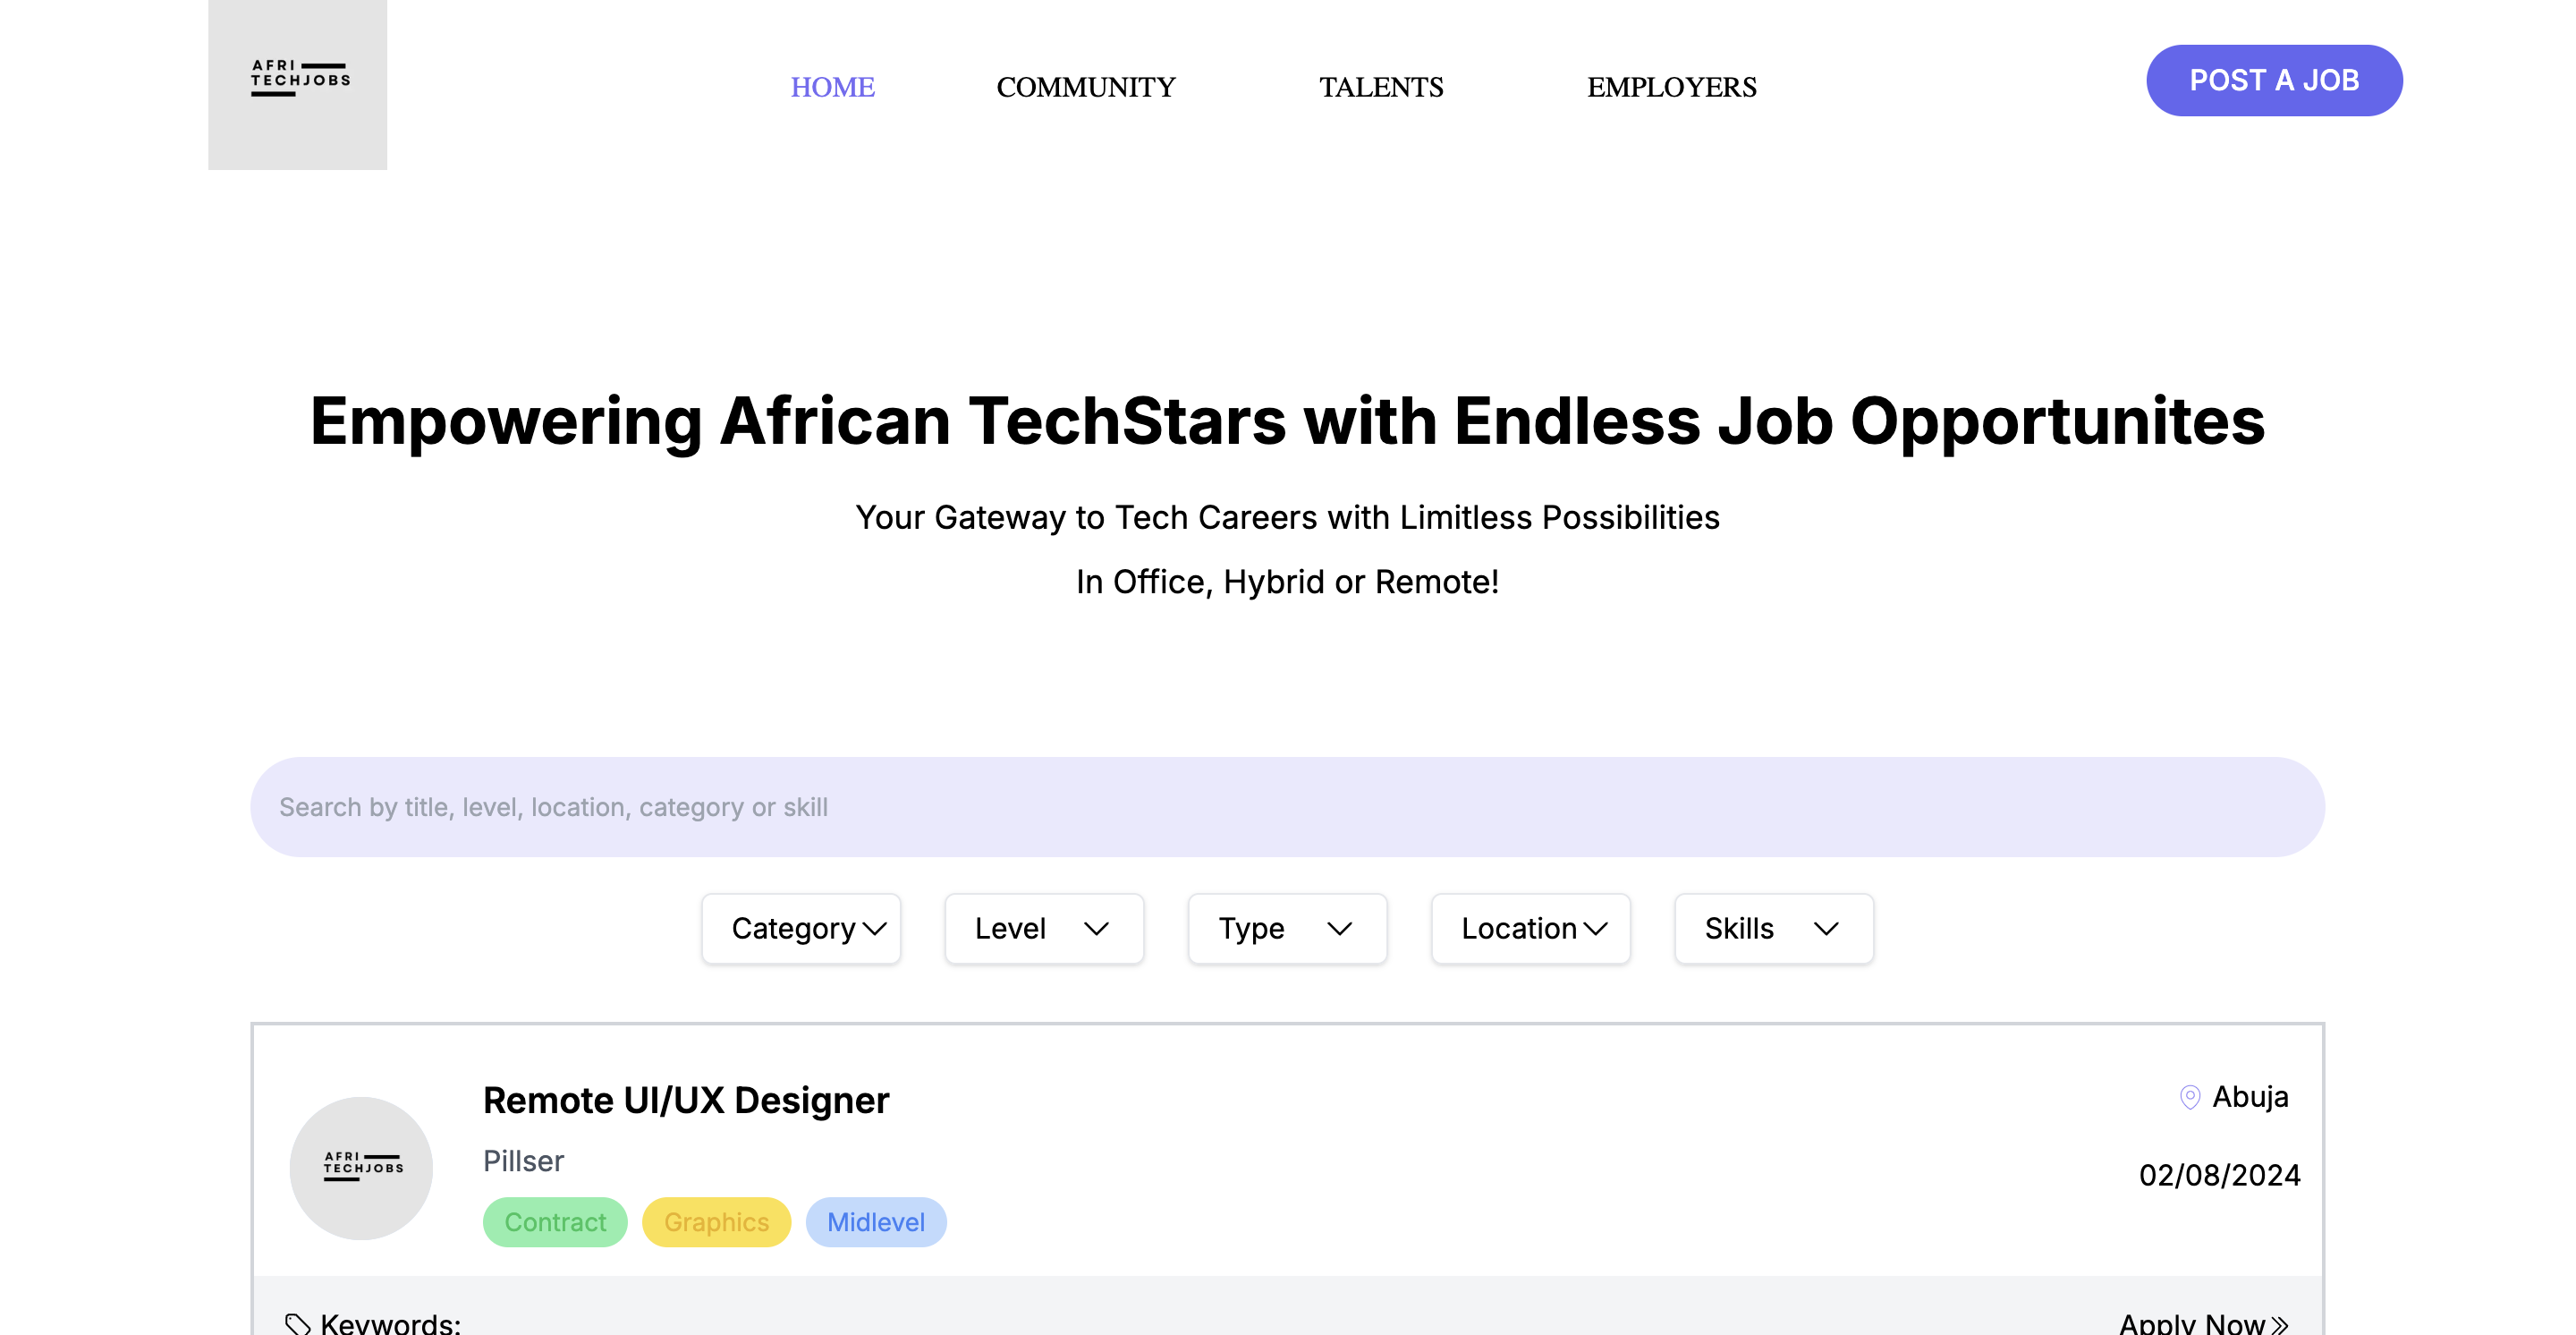 AFRI
TECHJOBS
HOME COMMUNITY TALENTS EMPLOYERS
POST A JOB
Empowering African TechStars with Endless Job Opportunites
Your Gateway to Tech Careers with Limitless Possibilities
In Office, Hybrid or Remote!
Search by title, level, location, category or skill
Category Level Type Location Skills
AFRI
TECHJOBS
Remote UI/UX Designer
Pillser
Contract Graphics Midlevel
Abuja
02/08/2024
Keywords:
Apply Now